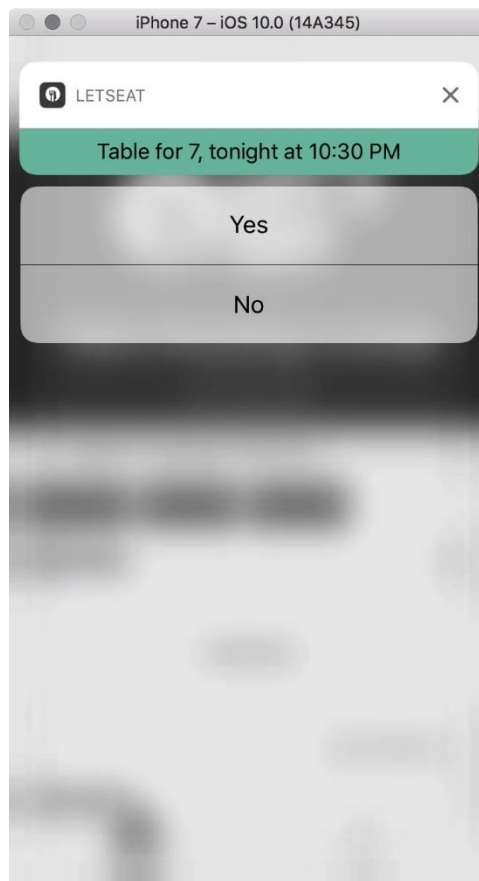 iPhone 7 – iOS 10.0 (14A345)
LETSEAT
Table for 7, tonight at 10:30 PM
Yes
No